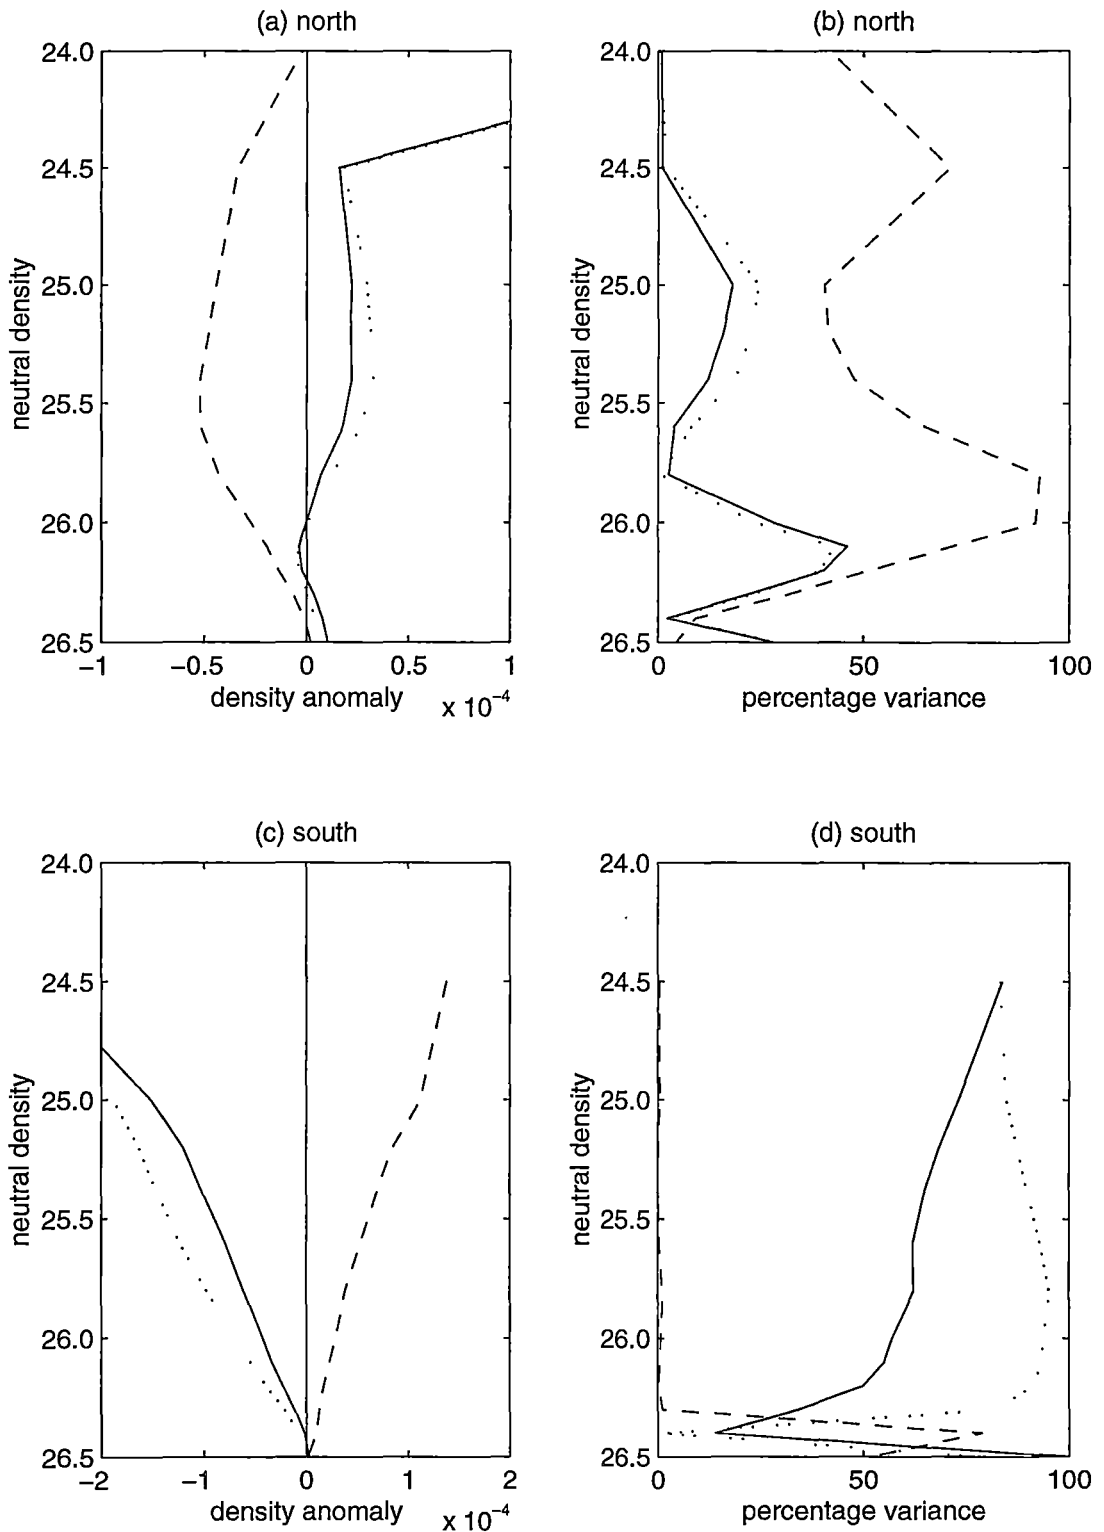 (a) north
24.0
24.5
25.0
25.5
26.0
26.5
neutral density
−1
−0.5
0
0.5
1
density anomaly
x 10⁻⁴
(b) north
24.0
24.5
25.0
25.5
26.0
26.5
neutral density
0
50
100
percentage variance
(c) south
24.0
24.5
25.0
25.5
26.0
26.5
neutral density
−2
−1
0
1
2
density anomaly
x 10⁻⁴
(d) south
24.0
24.5
25.0
25.5
26.0
26.5
neutral density
0
50
100
percentage variance